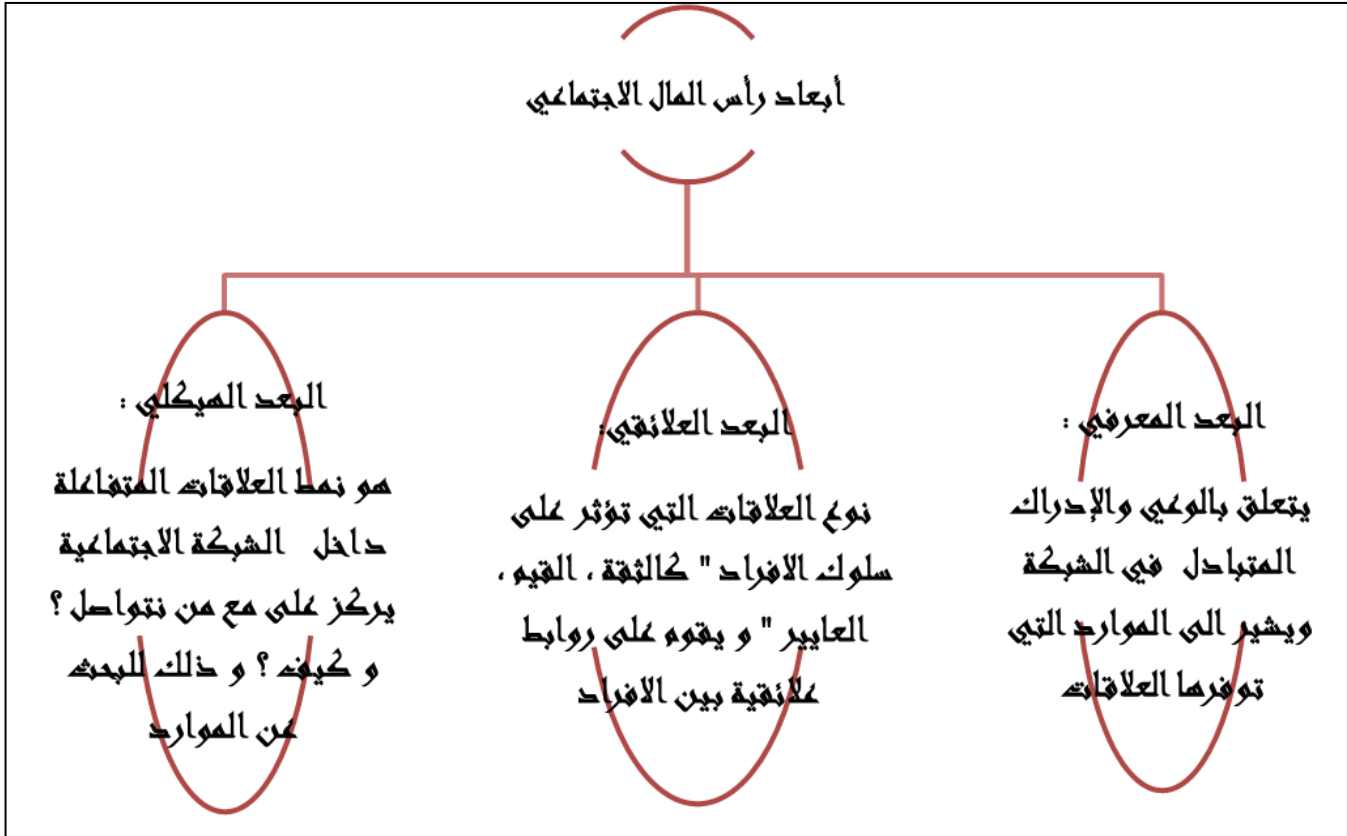 أبعاد رأس المال الاجتماعي
البعد المعرفي :
يتعلق بالوعي والإدراك
المتبادل في الشبكة
ويشير الى الموارد التي
توفرها العلاقات
البعد العلائقي:
نوع العلاقات التي تؤثر على
سلوك الافراد " كالثقة ، القيم ،
العايير " و يقوم على روابط
علائقية بين الافراد
البعد الهيكلي :
هو نمط العلاقات المتفاعلة
داخل الشبكة الاجتماعية
يركز على مع من نتواصل ؟
و كيف ؟ و ذلك للبحث
عن الموارد